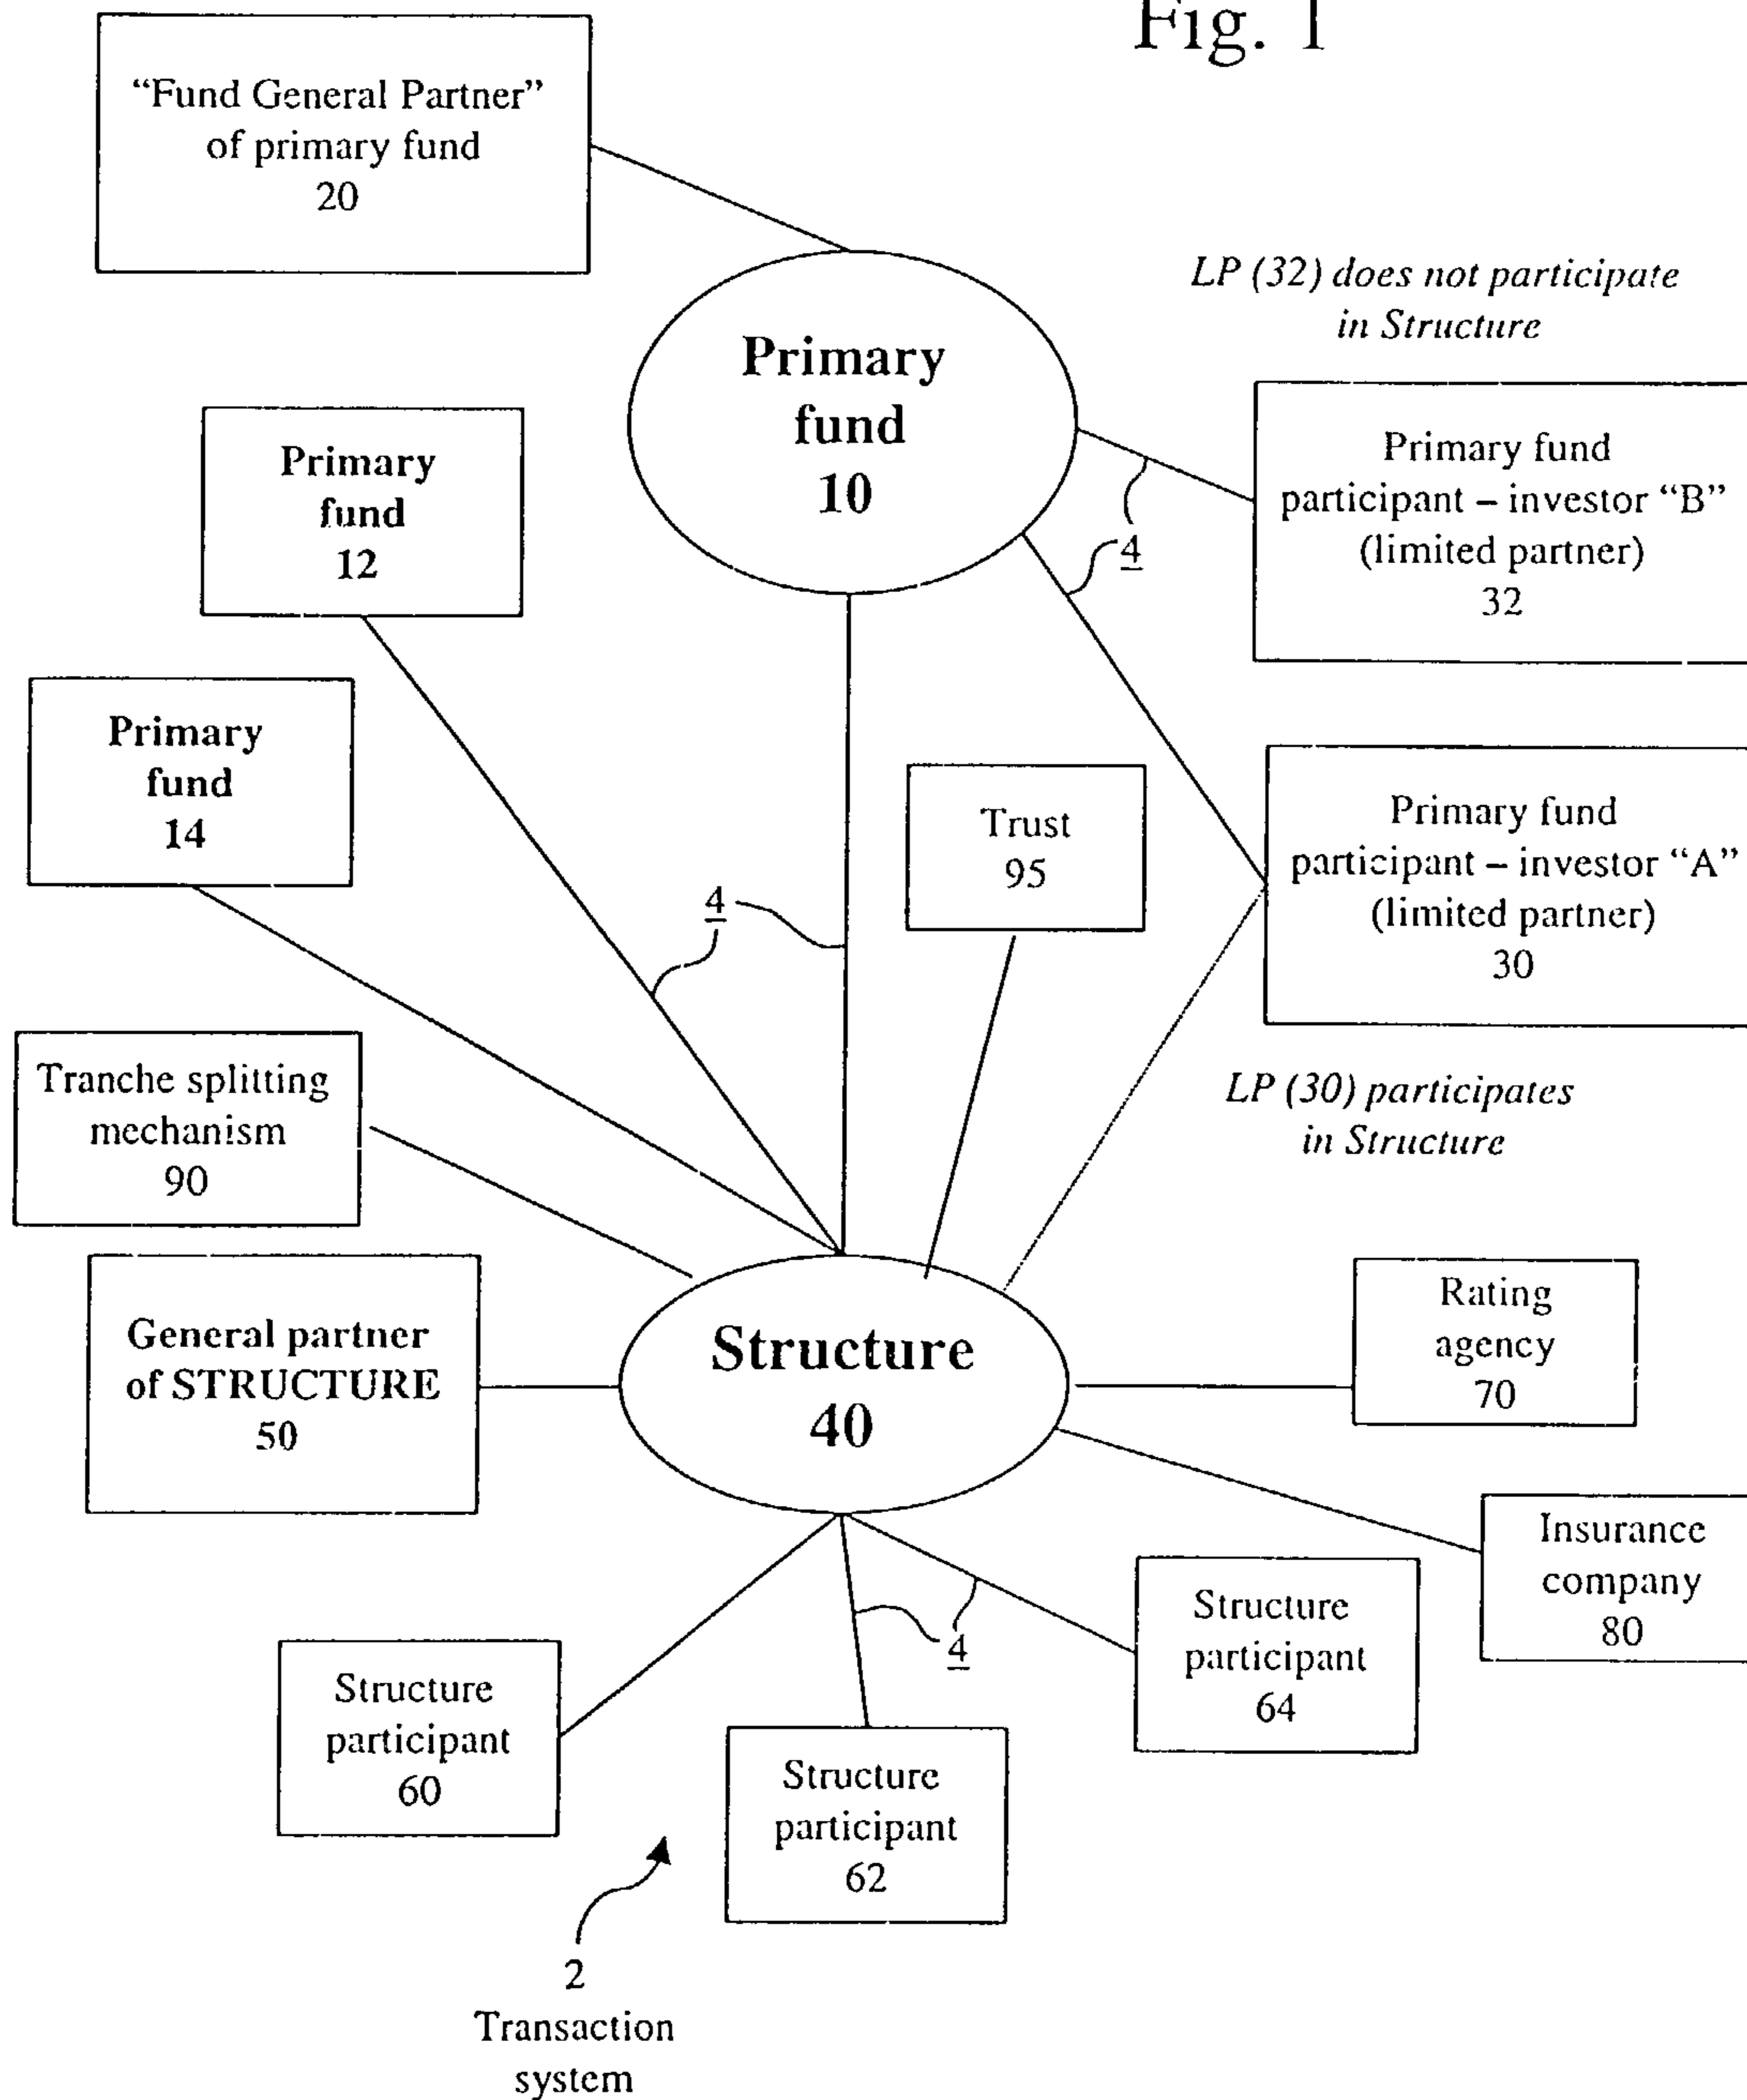 Fig. 1
“Fund General Partner”
of primary fund
20
LP (32) does not participate
in Structure
Primary
fund
10
Primary
fund
12
Primary fund
participant – investor “B”
(limited partner)
32
4
Primary
fund
14
Trust
95
Primary fund
participant – investor “A”
(limited partner)
30
4
Tranche splitting
mechanism
90
LP (30) participates
in Structure
General partner
of STRUCTURE
50
Structure
40
Rating
agency
70
Insurance
company
80
Structure
participant
64
4
Structure
participant
60
Structure
participant
62
2
Transaction
system